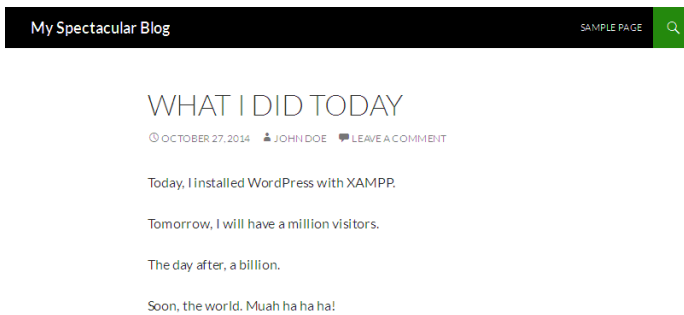 My Spectacular Blog
SAMPLE PAGE
WHAT I DID TODAY
OCTOBER 27, 2014 JOHN DOE LEAVE A COMMENT
Today, I installed WordPress with XAMPP.
Tomorrow, I will have a million visitors.
The day after, a billion.
Soon, the world. Muah ha ha ha!